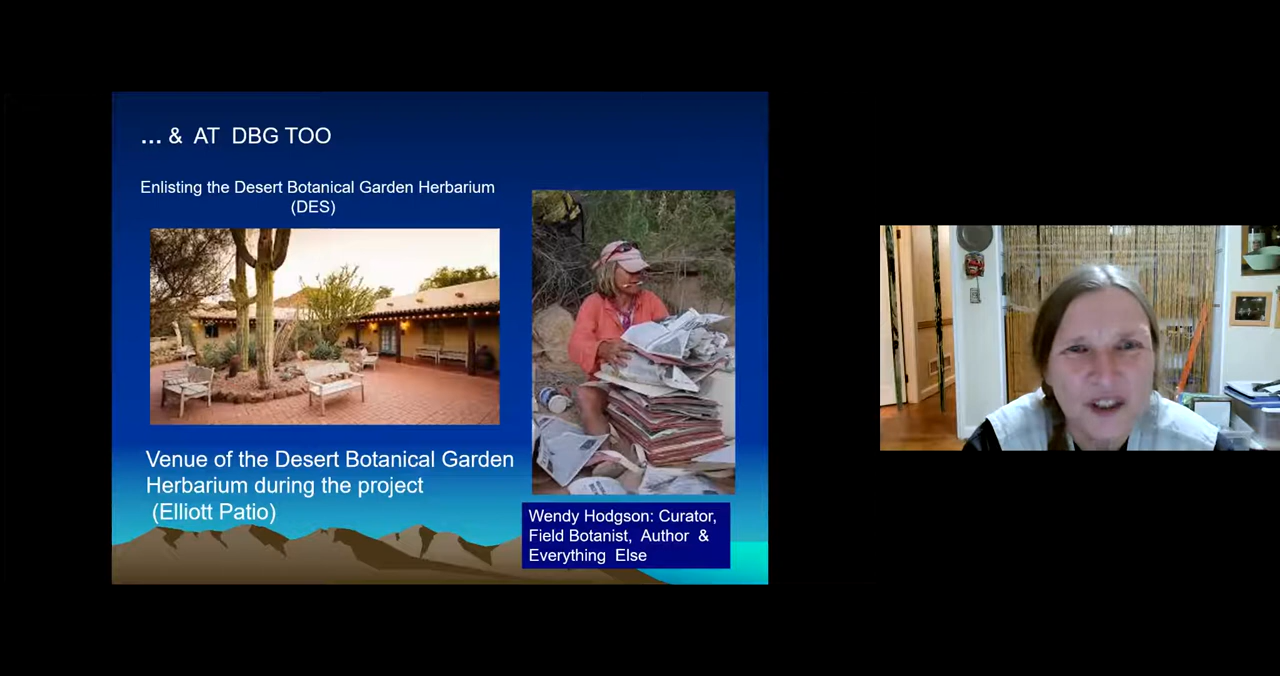 ... & AT DBG TOO
Enlisting the Desert Botanical Garden Herbarium
(DES)
Venue of the Desert Botanical Garden
Herbarium during the project
(Elliott Patio)
Wendy Hodgson: Curator,
Field Botanist, Author &
Everything Else